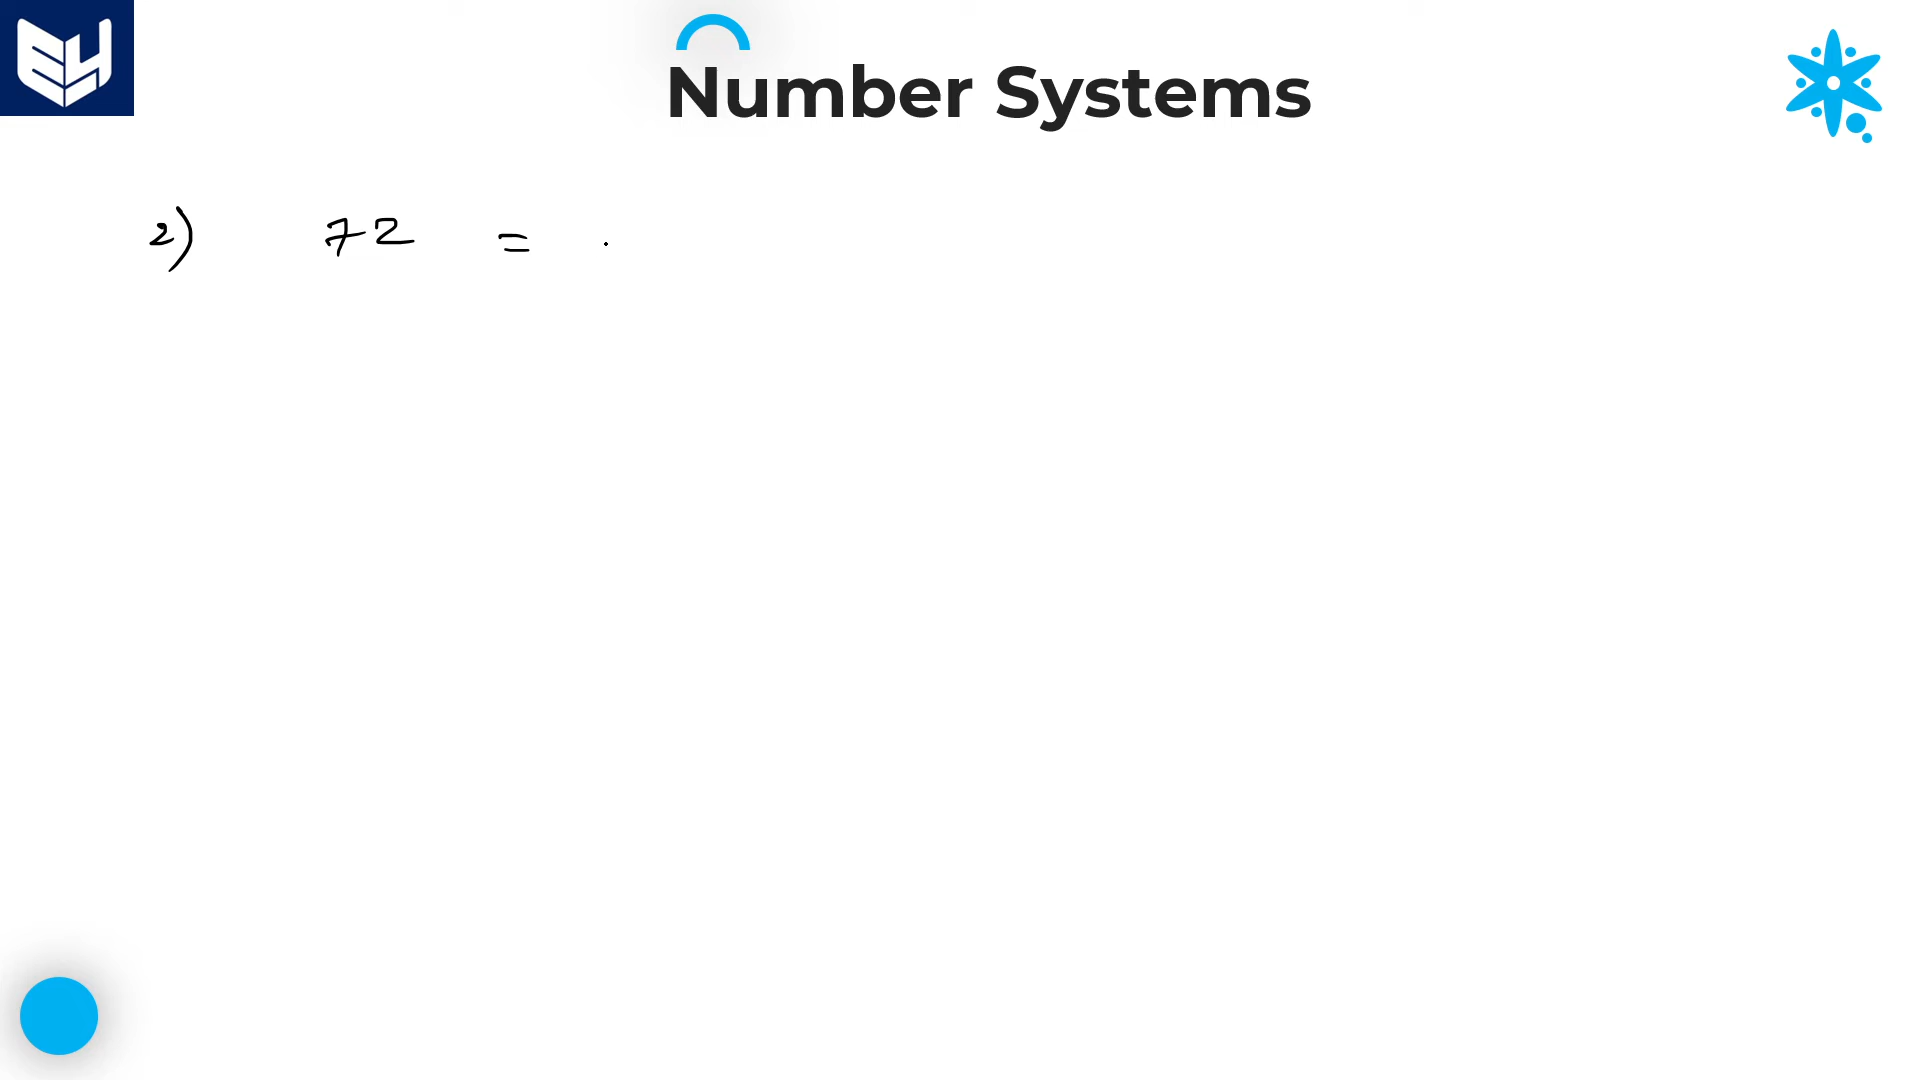 Number Systems
2) 72 = .